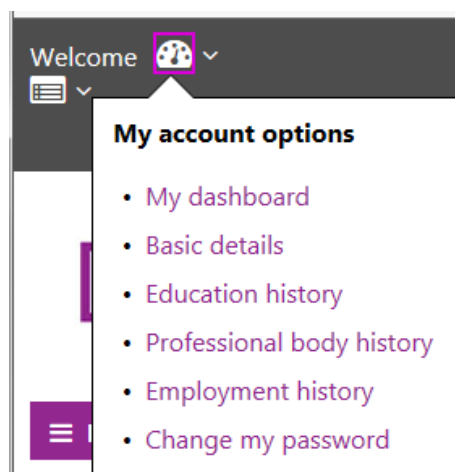 Welcome
My account options
• My dashboard
• Basic details
• Education history
• Professional body history
• Employment history
• Change my password